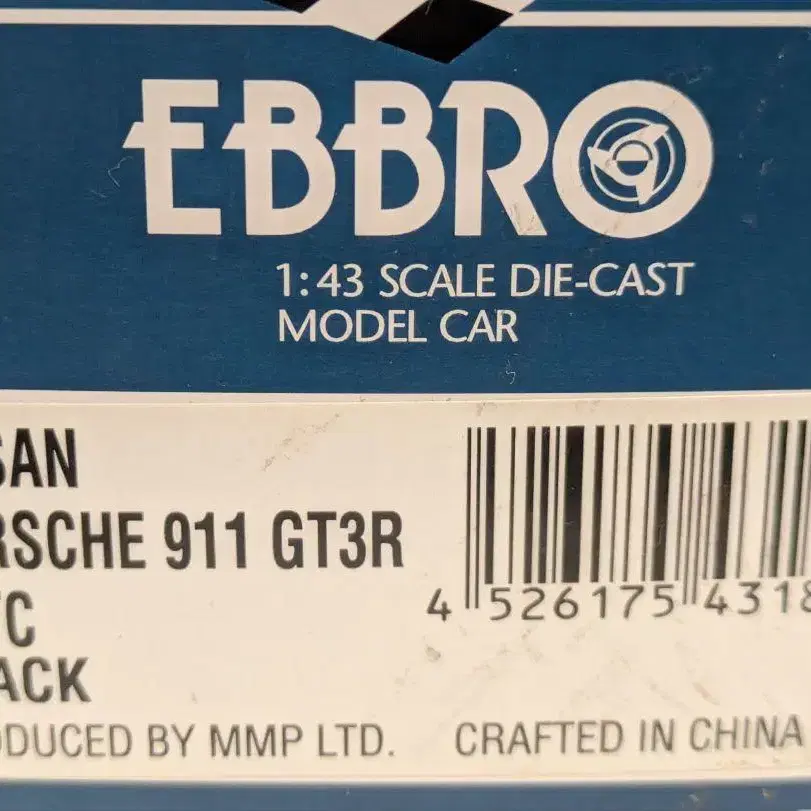 EBBRO
1:43 SCALE DIE-CAST
MODEL CAR
SAN
RSCHE 911 GT3R
C
ACK
DUCED BY MMP LTD.
CRAFTED IN CHINA
4 526175 4318